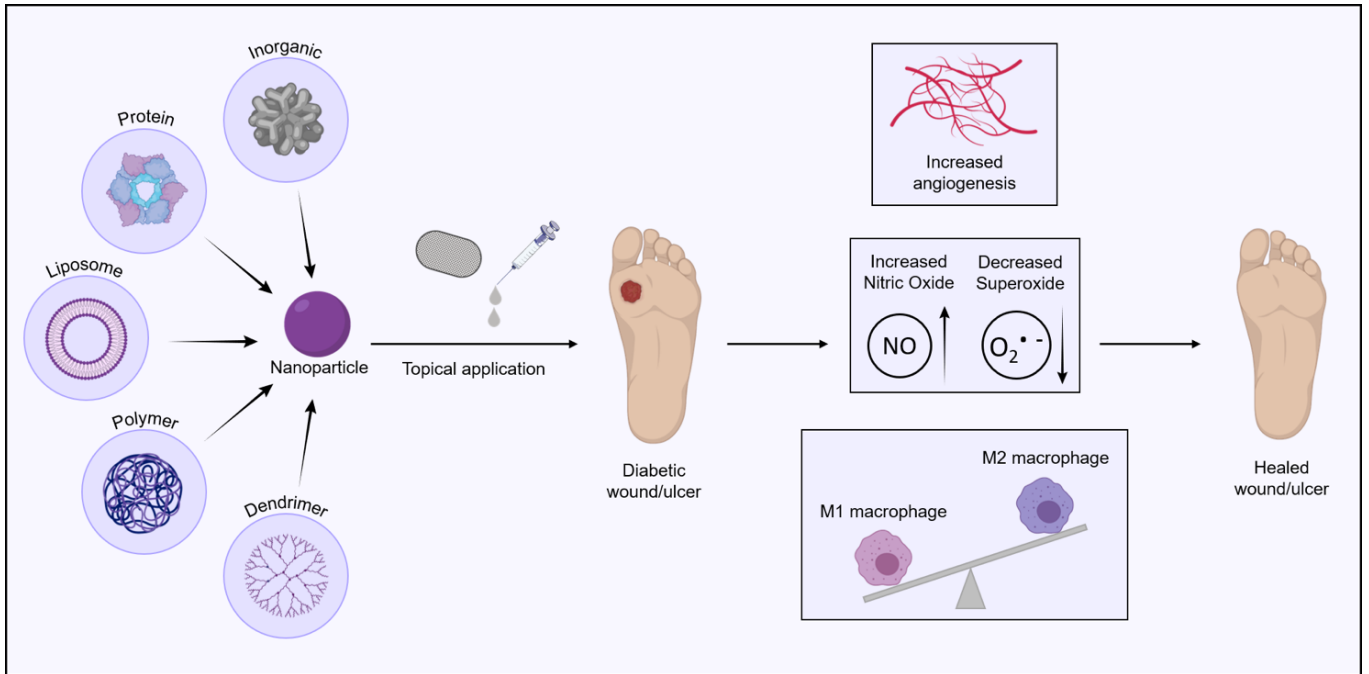 Inorganic
Protein
Liposome
Polymer
Dendrimer
Nanoparticle
Topical application
Diabetic
wound/ulcer
Increased
angiogenesis
Increased
Nitric Oxide
NO
Decreased
Superoxide
O₂•⁻
M1 macrophage
M2 macrophage
Healed
wound/ulcer